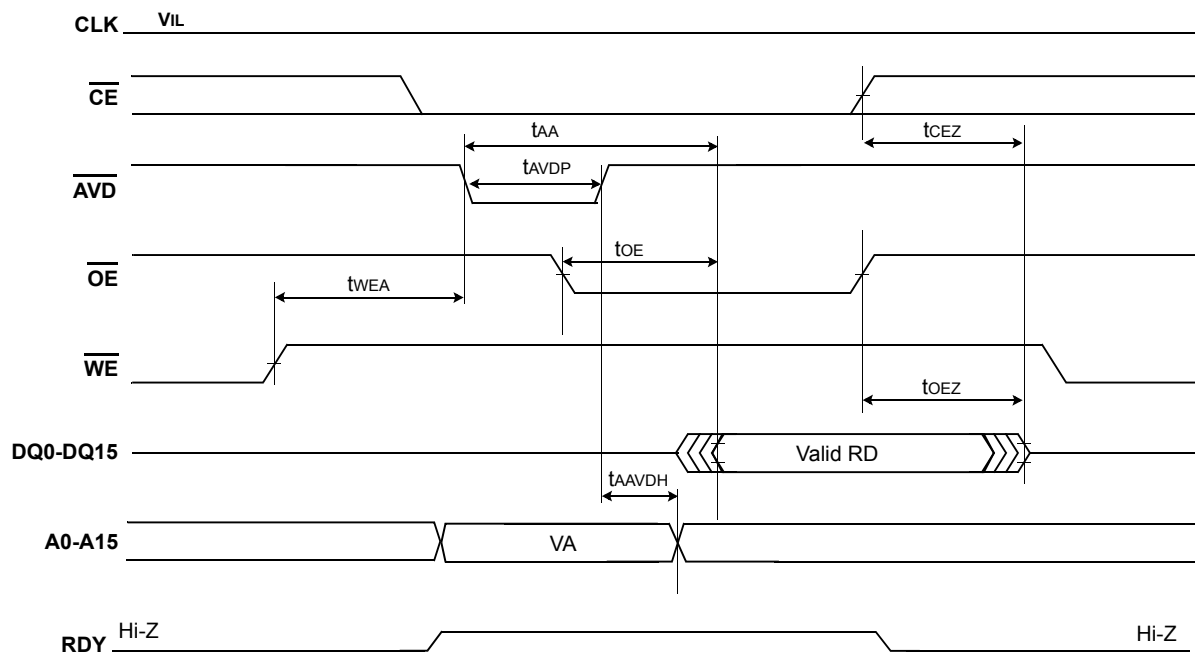 CLK VIL
CE
tAA tCEZ
AVD tAVDP
OE tOE
tWEA
WE
tOEZ
DQ0-DQ15 Valid RD
tAAVDH
A0-A15 VA
RDY Hi-Z Hi-Z